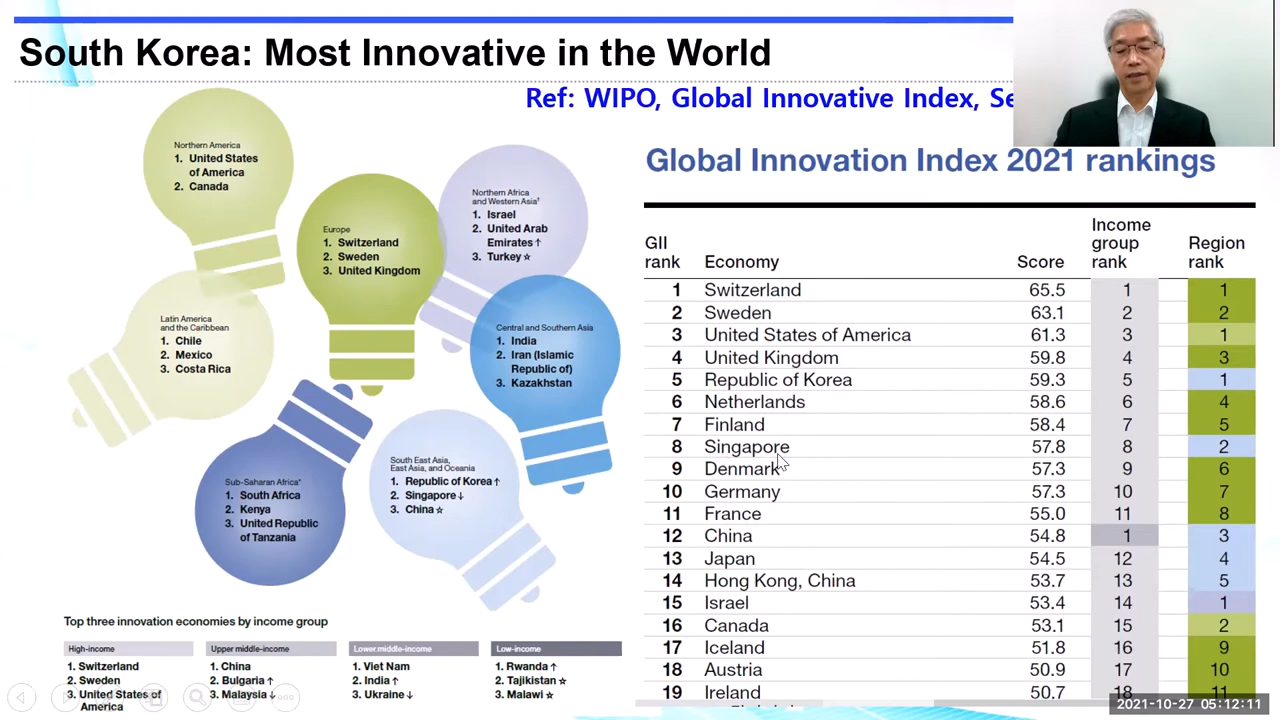 South Korea: Most Innovative in the World
Ref: WIPO, Global Innovative Index,
Northern America
1. United States
of America
2. Canada
Europe
1. Switzerland
2. Sweden
3. United Kingdom
Northern Africa
and Western Asia†
1. Israel
2. United Arab
Emirates ↑
3. Turkey ☆
Latin America
and the Caribbean
1. Chile
2. Mexico
3. Costa Rica
Central and Southern Asia
1. India
2. Iran (Islamic
Republic of)
3. Kazakhstan
Sub-Saharan Africa*
1. South Africa
2. Kenya
3. United Republic
of Tanzania
South East Asia,
East Asia, and Oceania
1. Republic of Korea ↑
2. Singapore ↓
3. China ☆
Top three innovation economies by income group
High-income
1. Switzerland
2. Sweden
3. United States of
America
Upper middle-income
1. China
2. Bulgaria ↑
3. Malaysia ↓
Lower middle-income
1. Viet Nam
2. India ↑
3. Ukraine ↓
Low-income
1. Rwanda ↑
2. Tajikistan ☆
3. Malawi ☆
Global Innovation Index 2021 rankings
GII rank Economy Score Income group rank Region rank
1 Switzerland 65.5 1 1
2 Sweden 63.1 2 2
3 United States of America 61.3 3 1
4 United Kingdom 59.8 4 3
5 Republic of Korea 59.3 5 1
6 Netherlands 58.6 6 4
7 Finland 58.4 7 5
8 Singapore 57.8 8 2
9 Denmark 57.3 9 6
10 Germany 57.3 10 7
11 France 55.0 11 8
12 China 54.8 1 3
13 Japan 54.5 12 4
14 Hong Kong, China 53.7 13 5
15 Israel 53.4 14 1
16 Canada 53.1 15 2
17 Iceland 51.8 16 9
18 Austria 50.9 17 10
19 Ireland 50.7 18 11
2021-10-27 05:12:11